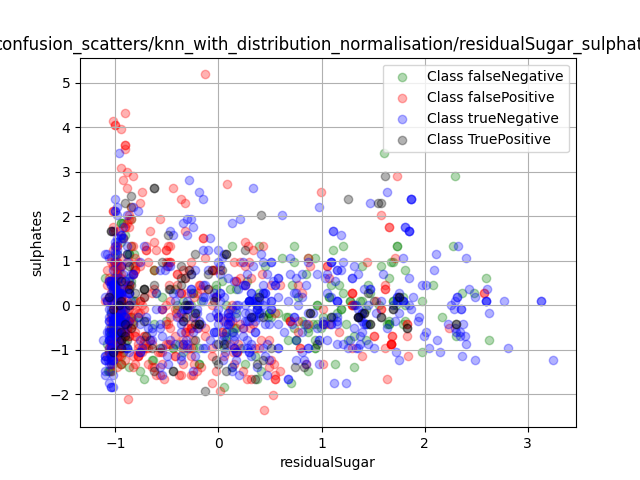 confusion_scatters/knn_with_distribution_normalisation/residualSugar_sulphat
Class falseNegative
Class falsePositive
Class trueNegative
Class TruePositive
5
4
3
2
1
0
−1
−2
sulphates
−1 0 1 2 3
residualSugar